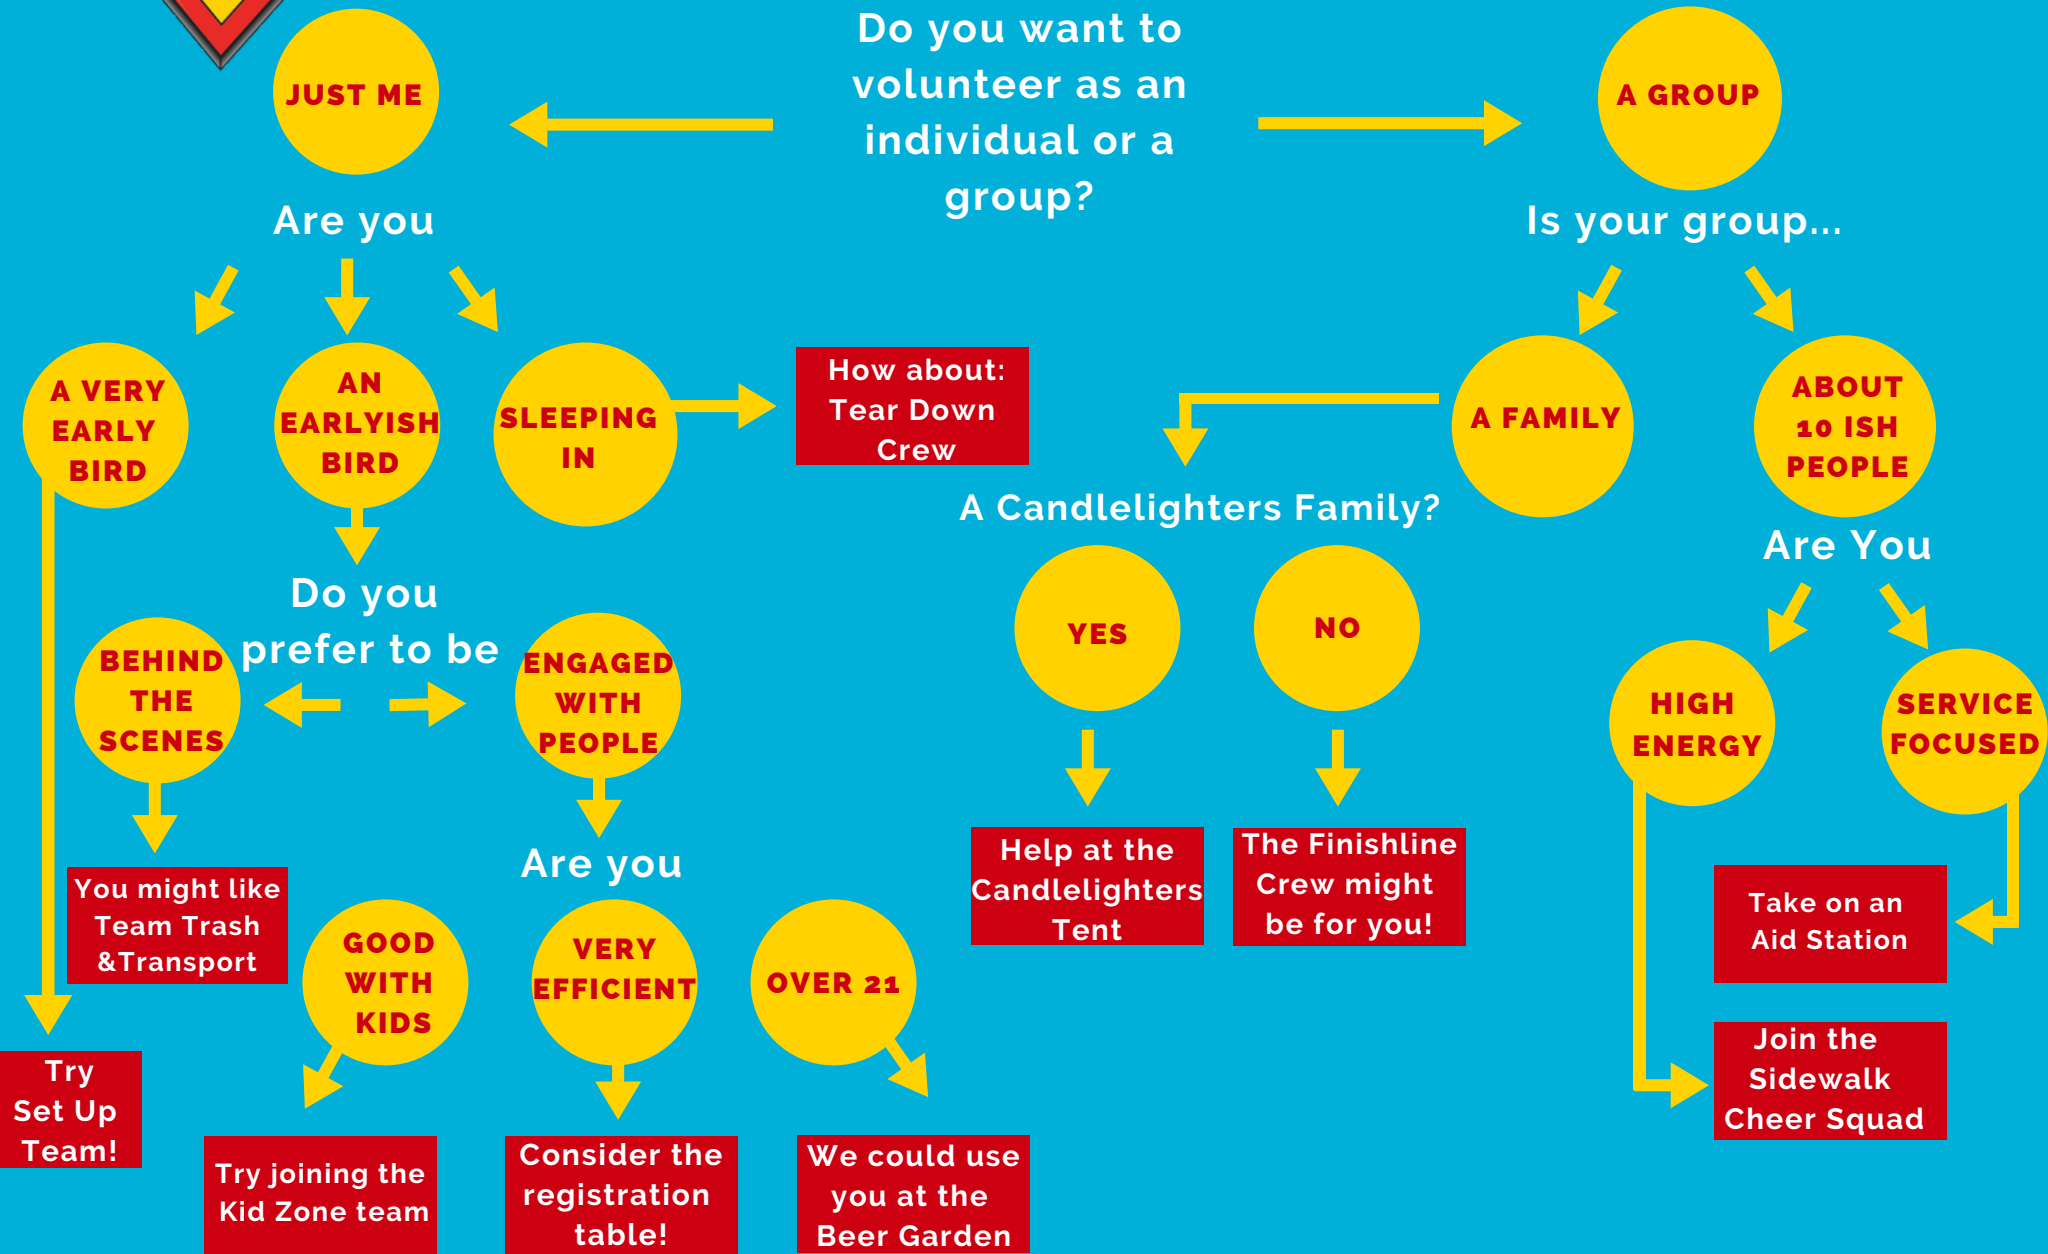 Do you want to
volunteer as an
individual or a
group?
JUST ME
A GROUP
Are you
Is your group...
A VERY
EARLY
BIRD
AN
EARLYISH
BIRD
SLEEPING
IN
How about:
Tear Down
Crew
A FAMILY
ABOUT
10 ISH
PEOPLE
A Candlelighters Family?
Are You
Do you
prefer to be
BEHIND
THE
SCENES
ENGAGED
WITH
PEOPLE
YES
NO
HIGH
ENERGY
SERVICE
FOCUSED
You might like
Team Trash
&Transport
Are you
Help at the
Candlelighters
Tent
The Finishline
Crew might
be for you!
Take on an
Aid Station
GOOD
WITH
KIDS
VERY
EFFICIENT
OVER 21
Join the
Sidewalk
Cheer Squad
Try
Set Up
Team!
Try joining the
Kid Zone team
Consider the
registration
table!
We could use
you at the
Beer Garden